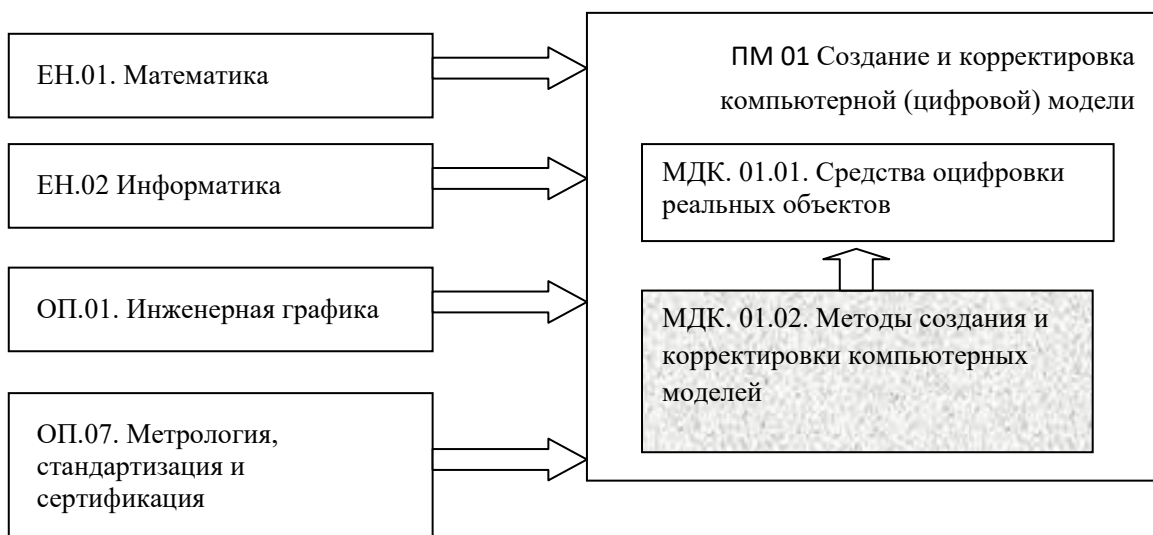 ЕН.01. Математика
ЕН.02 Информатика
ОП.01. Инженерная графика
ОП.07. Метрология,
стандартизация и
сертификация
ПМ 01 Создание и корректировка
компьютерной (цифровой) модели
МДК. 01.01. Средства оцифровки
реальных объектов
МДК. 01.02. Методы создания и
корректировки компьютерных
моделей